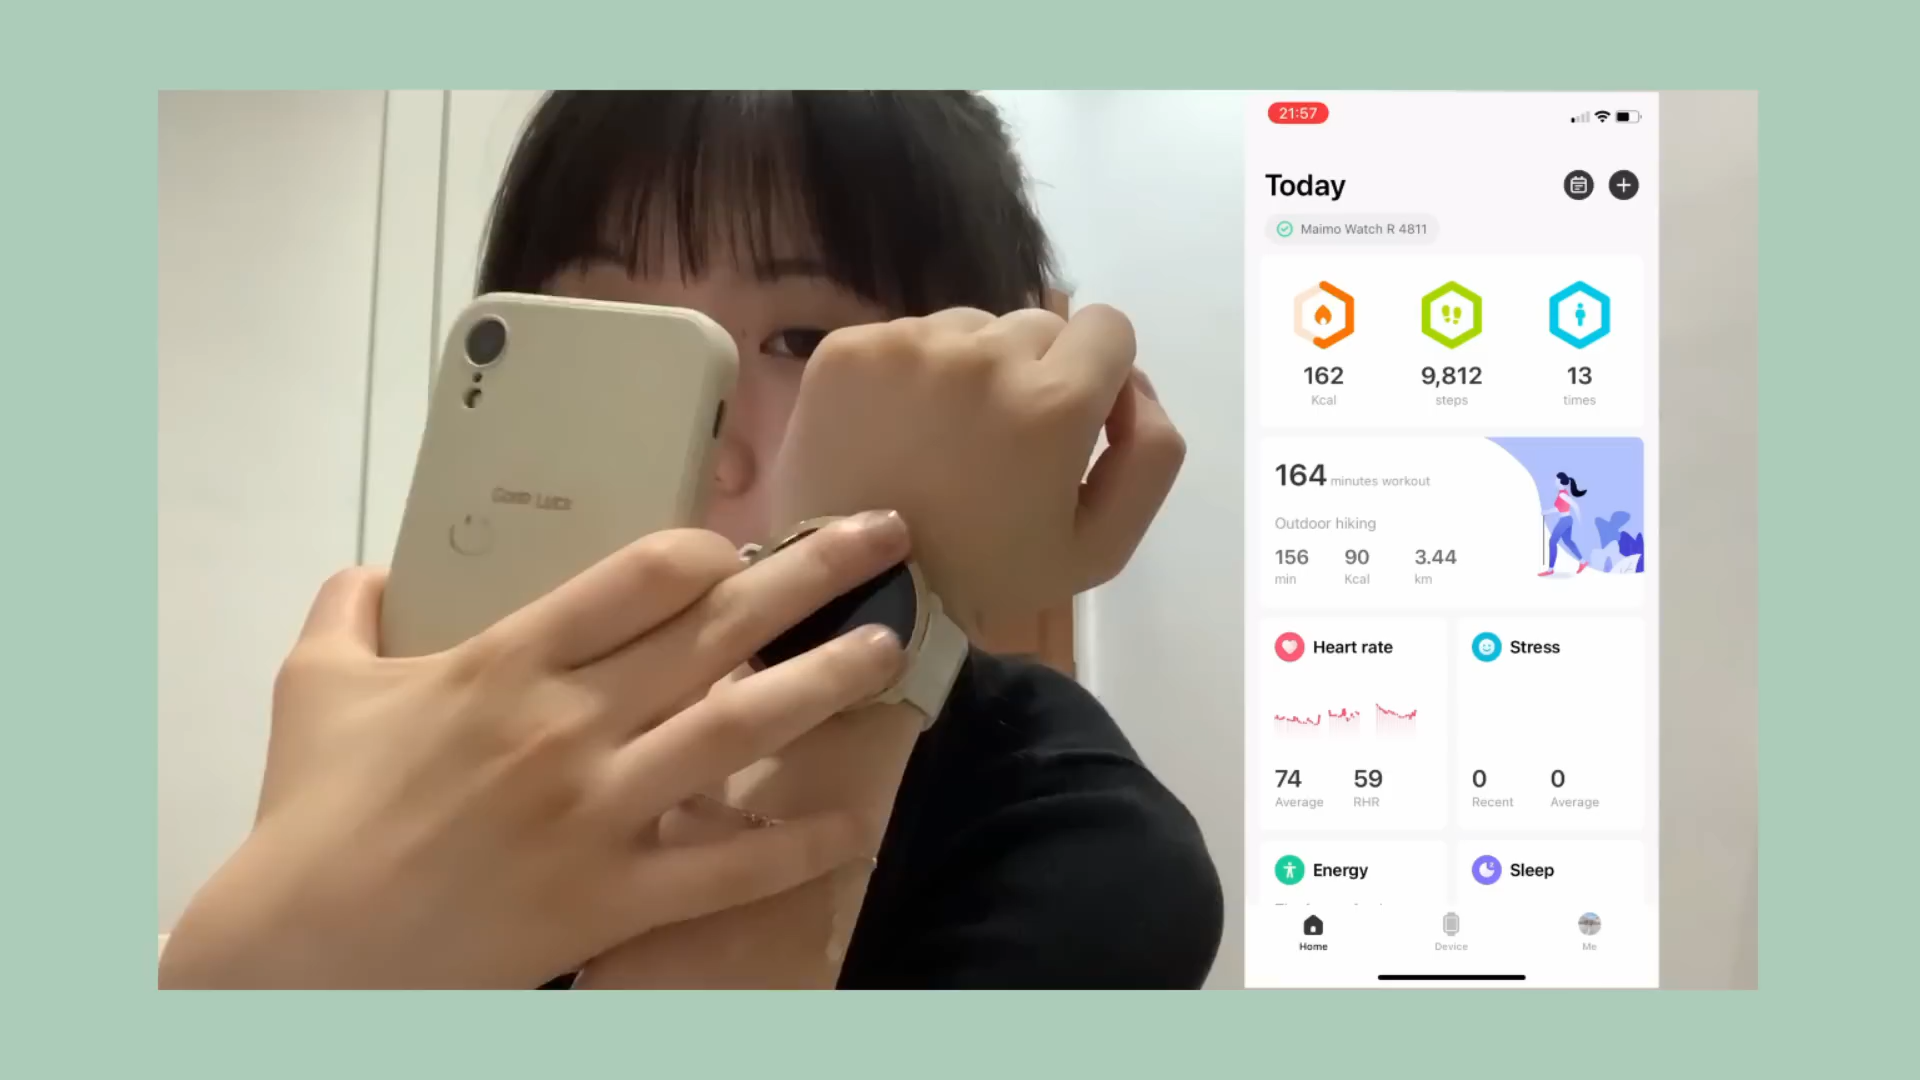 GOOD LUCK
21:57
Today
Maimo Watch R 4811
162
Kcal
9,812
steps
13
times
164 minutes workout
Outdoor hiking
156
min
90
Kcal
3.44
km
Heart rate
74
Average
59
RHR
Stress
0
Recent
0
Average
Energy
Sleep
Home
Device
Me